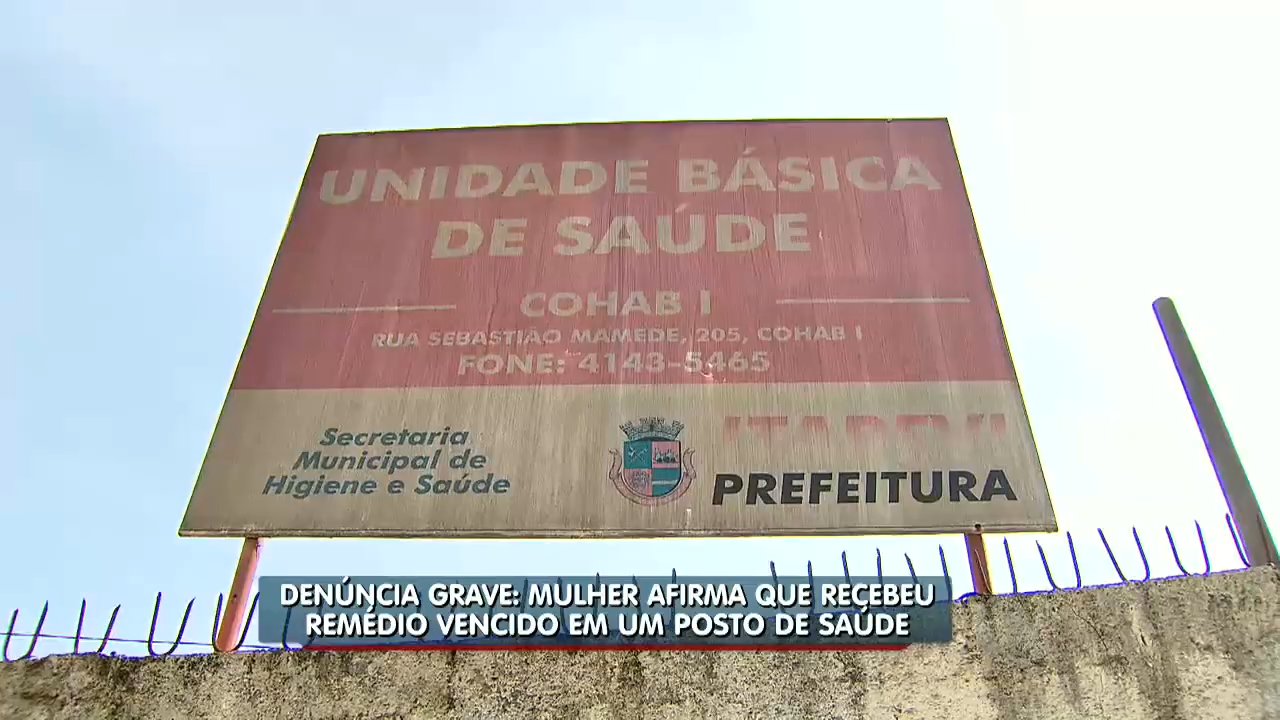 UNIDADE BÁSICA
DE SAÚDE
COHAB I
RUA SEBASTIÃO MAMEDE, 205, COHAB I
FONE: 4143-5465
Secretaria
Municipal de
Higiene e Saúde
PREFEITURA
DENÚNCIA GRAVE: MULHER AFIRMA QUE RECEBEU
REMÉDIO VENCIDO EM UM POSTO DE SAÚDE